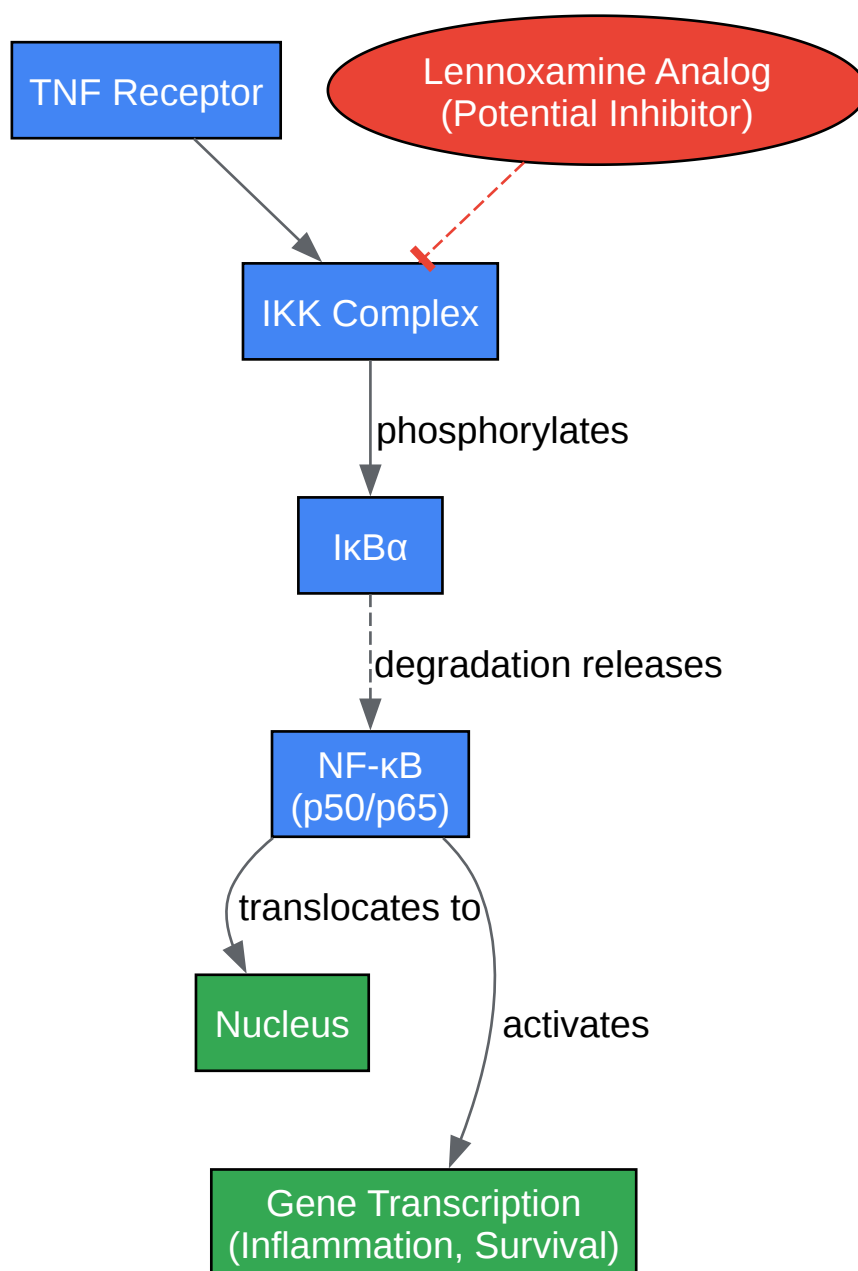 TNF Receptor
Lennoxamine Analog
(Potential Inhibitor)
IKK Complex
phosphorylates
IκBα
degradation releases
NF-κB
(p50/p65)
translocates to
Nucleus
activates
Gene Transcription
(Inflammation, Survival)